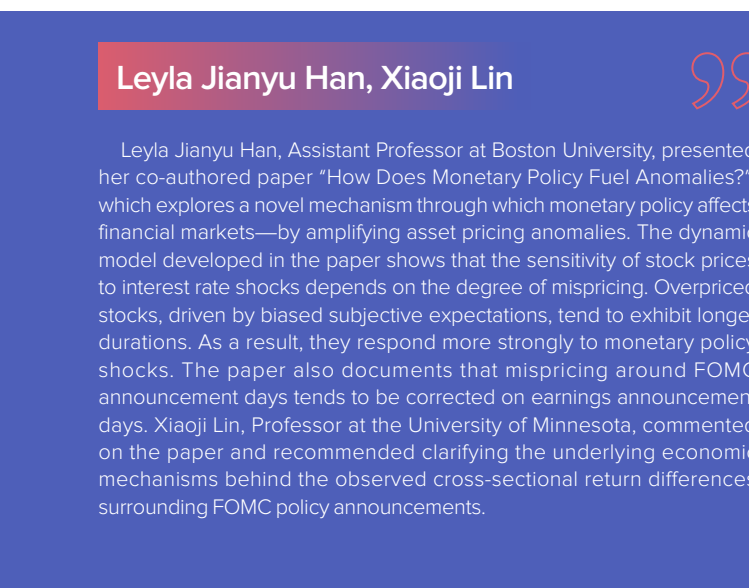 Leyla Jianyu Han, Xiaoji Lin
Leyla Jianyu Han, Assistant Professor at Boston University, presented
her co-authored paper “How Does Monetary Policy Fuel Anomalies?”
which explores a novel mechanism through which monetary policy affects
financial markets—by amplifying asset pricing anomalies. The dynamic
model developed in the paper shows that the sensitivity of stock prices
to interest rate shocks depends on the degree of mispricing. Overpriced
stocks, driven by biased subjective expectations, tend to exhibit longer
durations. As a result, they respond more strongly to monetary policy
shocks. The paper also documents that mispricing around FOMC
announcement days tends to be corrected on earnings announcement
days. Xiaoji Lin, Professor at the University of Minnesota, commented
on the paper and recommended clarifying the underlying economic
mechanisms behind the observed cross-sectional return differences
surrounding FOMC policy announcements.